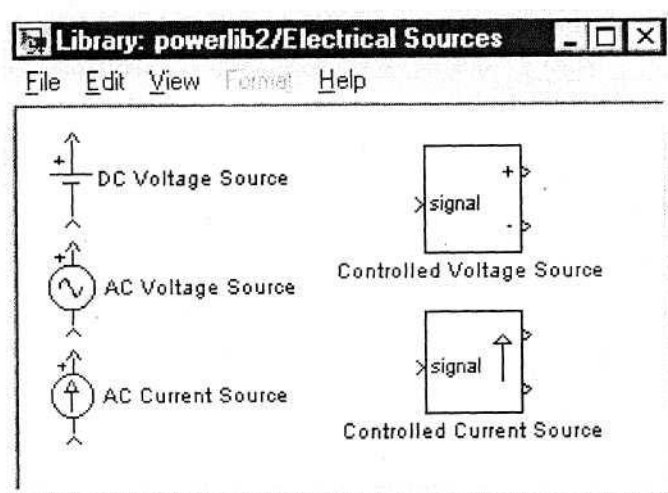 Library: powerlib2/Electrical Sources
File Edit View Format Help
+
DC Voltage Source
+
signal
-
Controlled Voltage Source
+
AC Voltage Source
+
AC Current Source
signal
Controlled Current Source